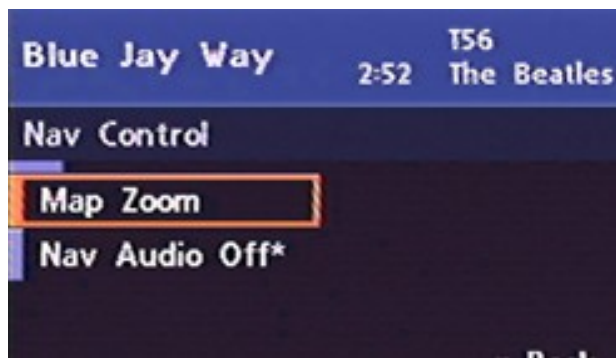 Blue Jay Way
T56
2:52 The Beatles
Nav Control
Map Zoom
Nav Audio Off*